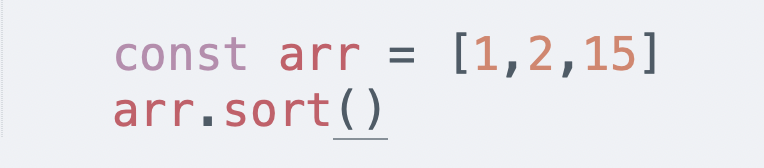 const arr = [1,2,15]
arr.sort()